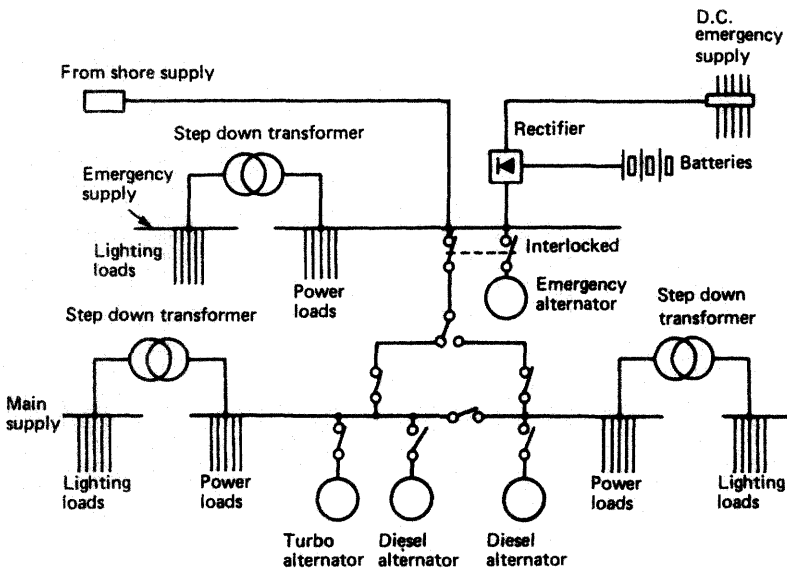 D.C.
emergency
supply
From shore supply
Step down transformer
Rectifier
Batteries
Emergency
supply
Lighting
loads
Power
loads
Interlocked
Emergency
alternator
Step down
transformer
Step down transformer
Main
supply
Lighting
loads
Power
loads
Turbo
alternator
Diesel
alternator
Diesel
alternator
Power
loads
Lighting
loads